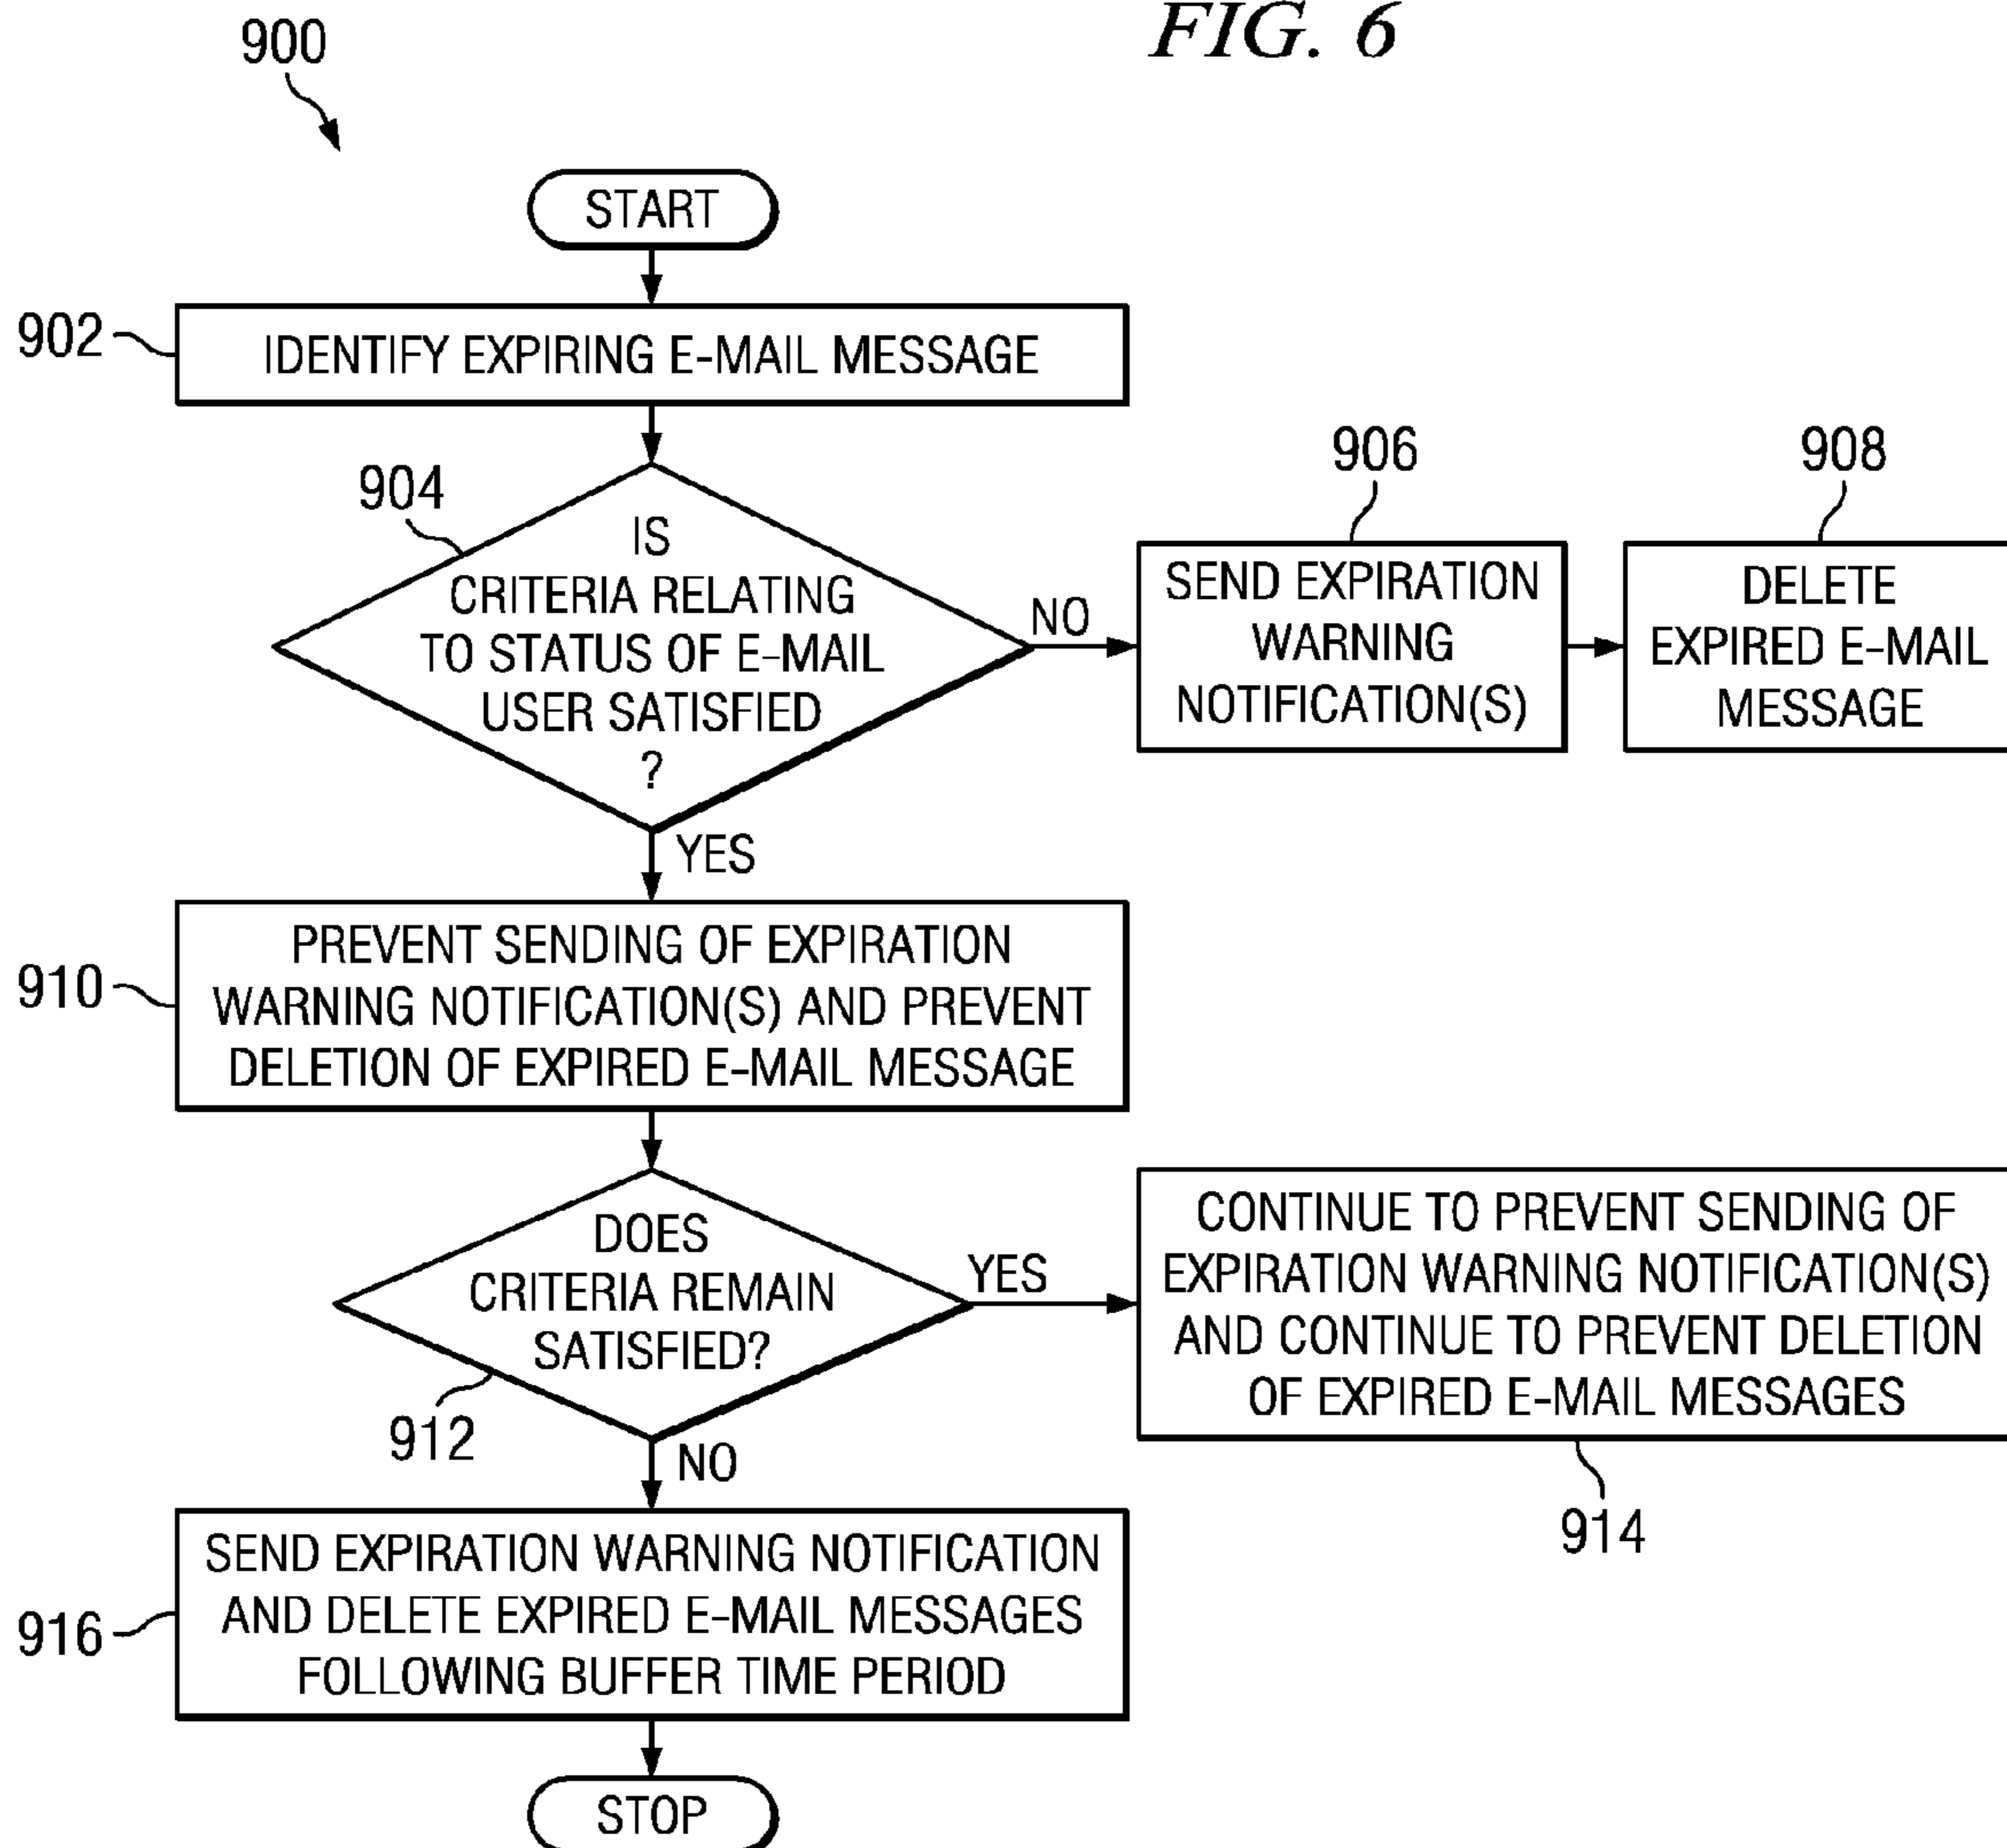 FIG. 6
900
START
902
IDENTIFY EXPIRING E-MAIL MESSAGE
904
IS
CRITERIA RELATING
TO STATUS OF E-MAIL
USER SATISFIED
?
NO
906
SEND EXPIRATION
WARNING
NOTIFICATION(S)
908
DELETE
EXPIRED E-MAIL
MESSAGE
YES
910
PREVENT SENDING OF EXPIRATION
WARNING NOTIFICATION(S) AND PREVENT
DELETION OF EXPIRED E-MAIL MESSAGE
DOES
CRITERIA REMAIN
SATISFIED?
912
YES
CONTINUE TO PREVENT SENDING OF
EXPIRATION WARNING NOTIFICATION(S)
AND CONTINUE TO PREVENT DELETION
OF EXPIRED E-MAIL MESSAGES
914
NO
916
SEND EXPIRATION WARNING NOTIFICATION
AND DELETE EXPIRED E-MAIL MESSAGES
FOLLOWING BUFFER TIME PERIOD
STOP